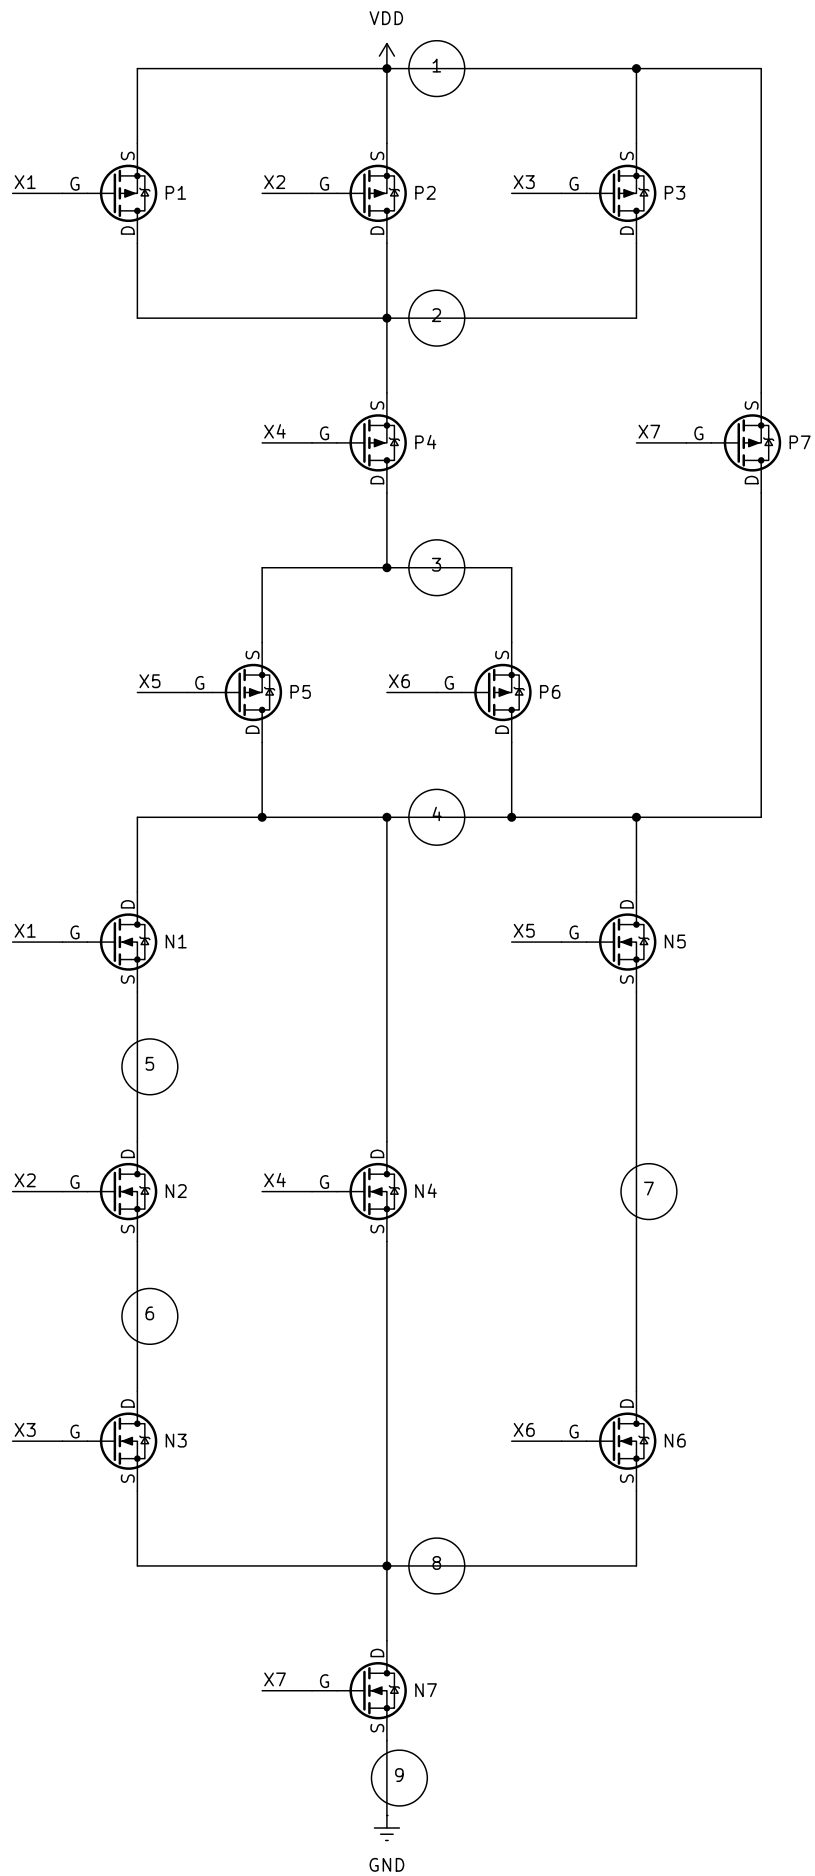 VDD
1
S S S
X1 G P1 X2 G P2 X3 G P3
D D D
2
S S
X4 G P4 X7 G P7
D D
3
S S
X5 G P5 X6 G P6
D D
4
D D
X1 G N1 X5 G N5
S S
5
D D
X2 G N2 X4 G N4 7
S S
6
D D
X3 G N3 X6 G N6
S S
8
D
X7 G N7
S
9
GND